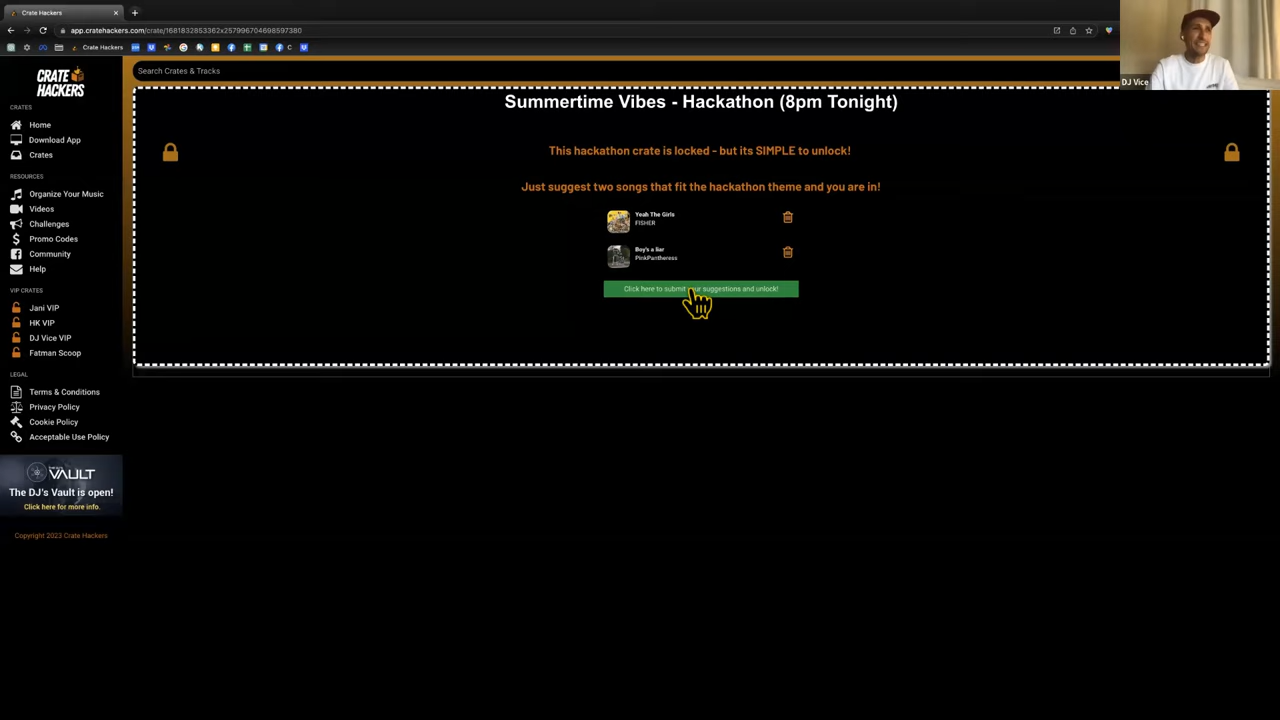 Crate Hackers
app.cratehackers.com/crate/1681832853362x257996704698597380
Crate Hackers
C
DJ Vice
CRATE
HACKERS
Search Crates & Tracks
CRATES
Home
Download App
Crates
RESOURCES
Organize Your Music
Videos
Challenges
Promo Codes
Community
Help
VIP CRATES
Jani VIP
HK VIP
DJ Vice VIP
Fatman Scoop
LEGAL
Terms & Conditions
Privacy Policy
Cookie Policy
Acceptable Use Policy
VAULT
The DJ's Vault is open!
Click here for more info.
Copyright 2023 Crate Hackers
Summertime Vibes - Hackathon (8pm Tonight)
This hackathon crate is locked - but its SIMPLE to unlock!
Just suggest two songs that fit the hackathon theme and you are in!
Yeah The Girls
FISHER
Boy's a liar
PinkPantheress
Click here to submit your suggestions and unlock!